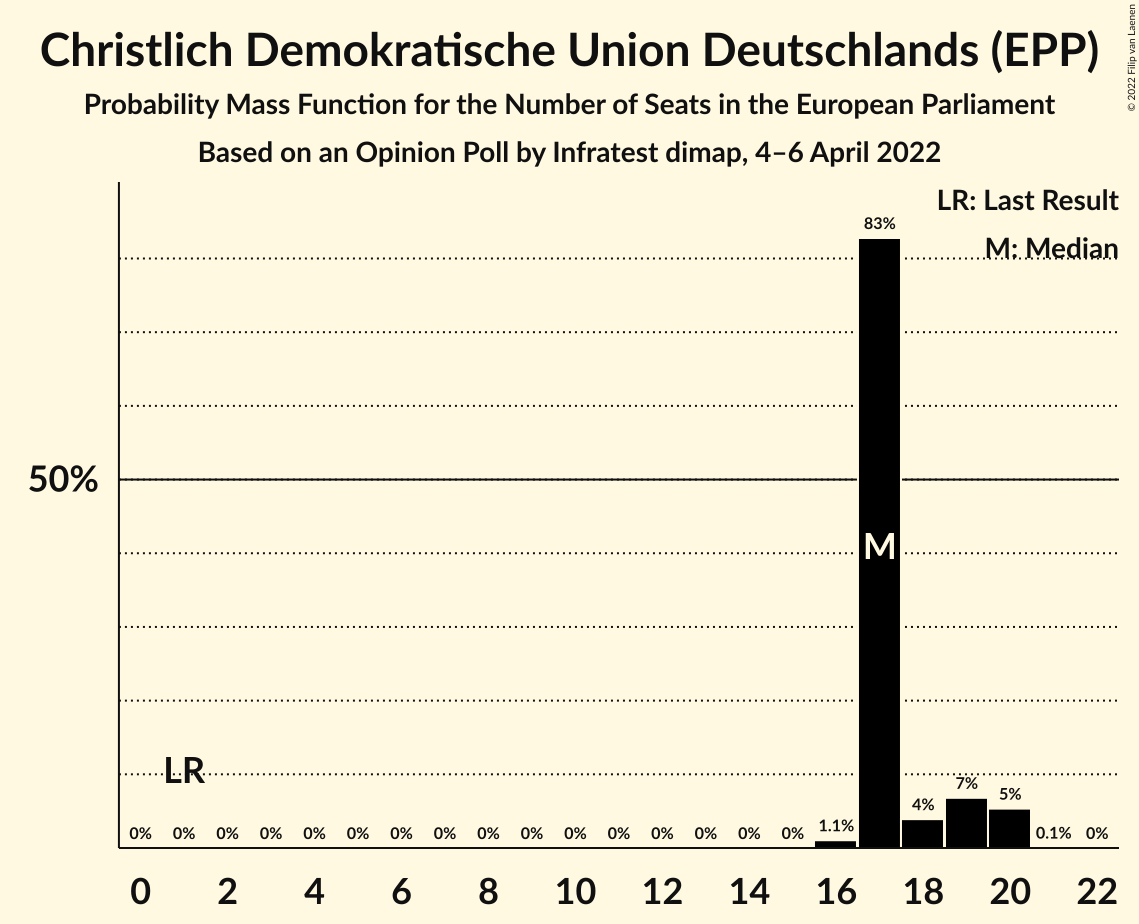 Christlich Demokratische Union Deutschlands (EPP)
Probability Mass Function for the Number of Seats in the European Parliament
Based on an Opinion Poll by Infratest dimap, 4–6 April 2022
© 2022 Filip van Laenen
LR: Last Result
M: Median
83%
50%
M
LR
0% 0% 0% 0% 0% 0% 0% 0% 0% 0% 0% 0% 0% 0% 0% 0% 1.1% 4% 7% 5% 0.1% 0%
0 2 4 6 8 10 12 14 16 18 20 22